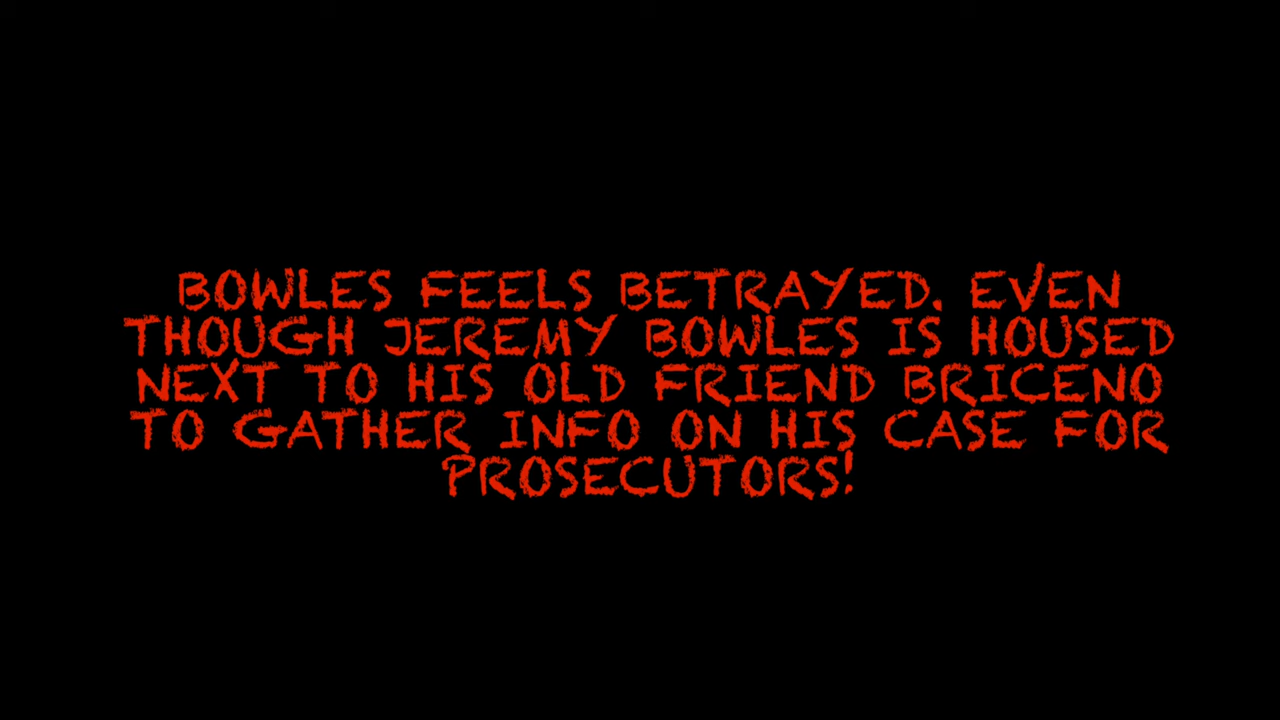 BOWLES FEELS BETRAYED. EVEN
THOUGH JEREMY BOWLES IS HOUSED
NEXT TO HIS OLD FRIEND BRICENO
TO GATHER INFO ON HIS CASE FOR
PROSECUTORS!